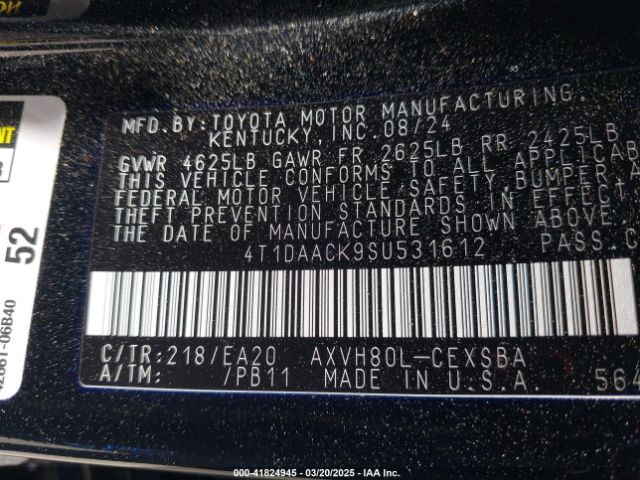 MFD.BY:TOYOTA MOTOR MANUFACTURING.
KENTUCKY,INC.08/24
GVWR 4625LB GAWR FR 2625LB RR 2425LB
THIS VEHICLE CONFORMS TO ALL
FEDERAL MOTOR VEHICLE SAFETY,BUMPER
THEFT PREVENTION STANDARDS IN EFFECT
THE DATE OF MANUFACTURE SHOWN ABOVE.
4T1DAACK9SU531612 PASS.C
C/TR:218/EA20 AXVH80L-CEXSBA
A/TM: /PB11 MADE IN U.S.A. 564
52
000-41824945 - 03/20/2025 - IAA HOLDINGS, LLC.